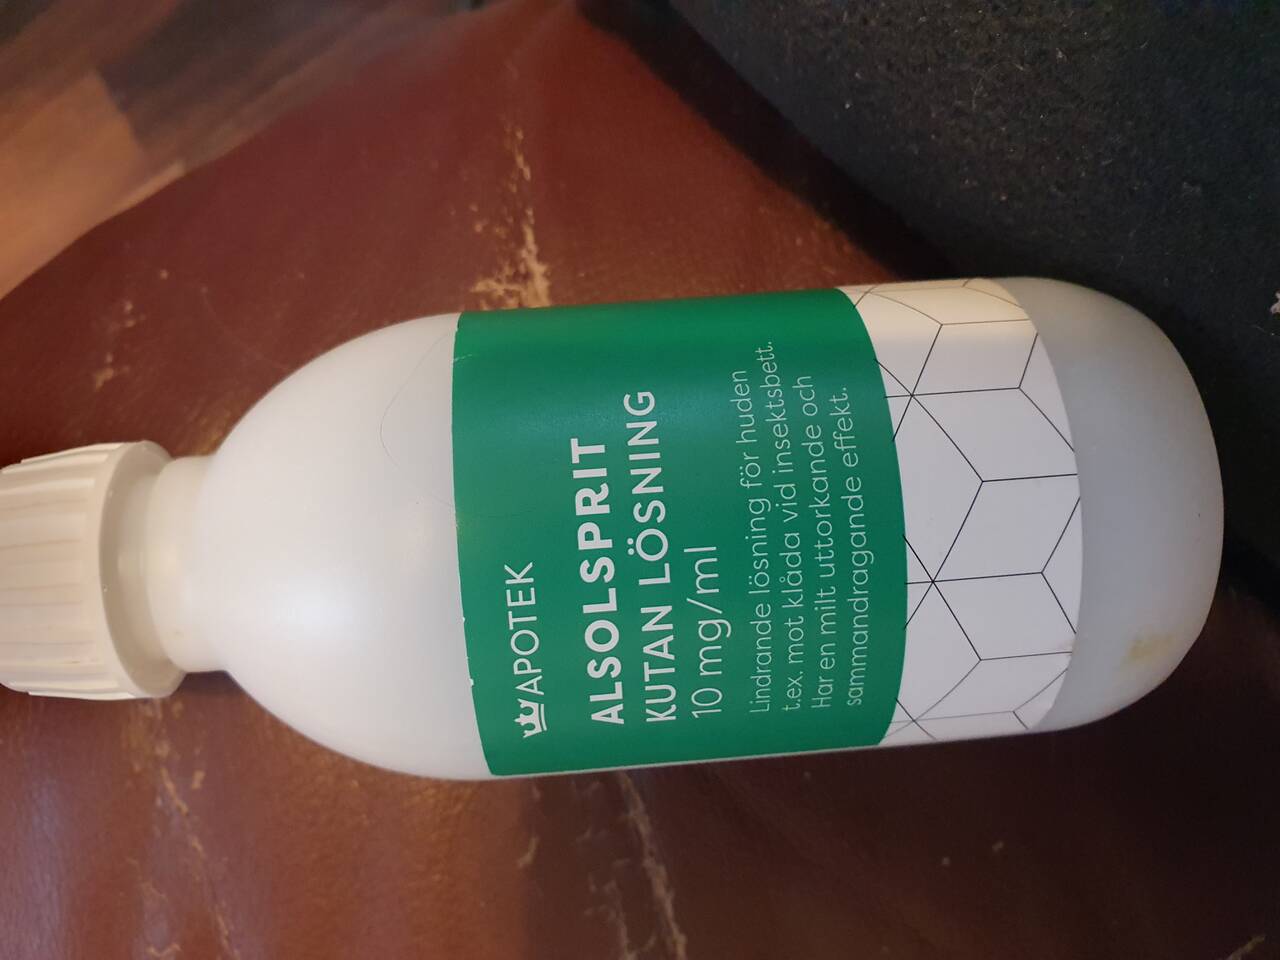 APOTEK
ALSOLSPRIT
KUTAN LÖSNING
10 mg/ml
Lindrande lösning för huden
t.ex. mot klåda vid insektsbett.
Har en milt uttorkande och
sammandragande effekt.